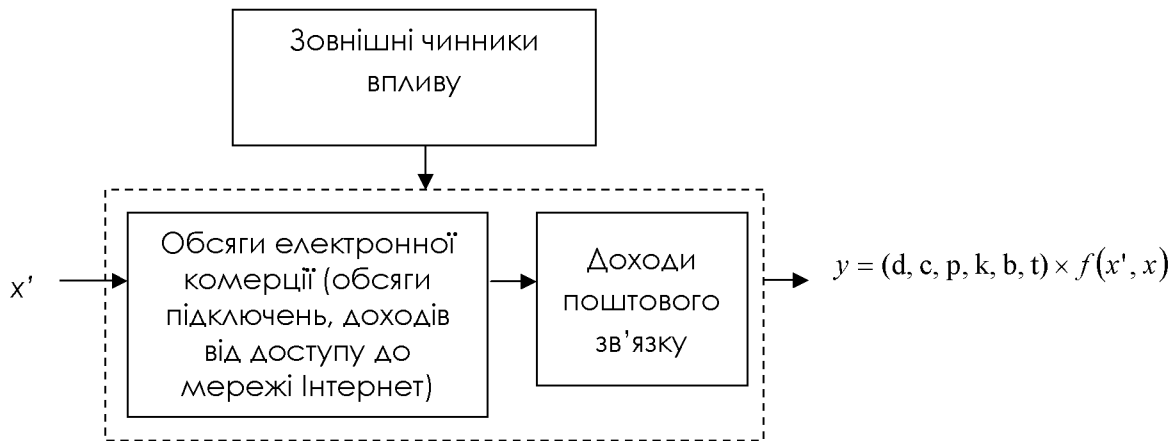 Зовнішні чинники
впливу
x'
Обсяги електронної
комерції (обсяги
підключень, доходів
від доступу до
мережі Інтернет)
Доходи
поштового
зв'язку
y = (d, c, p, k, b, t) × f(x', x)